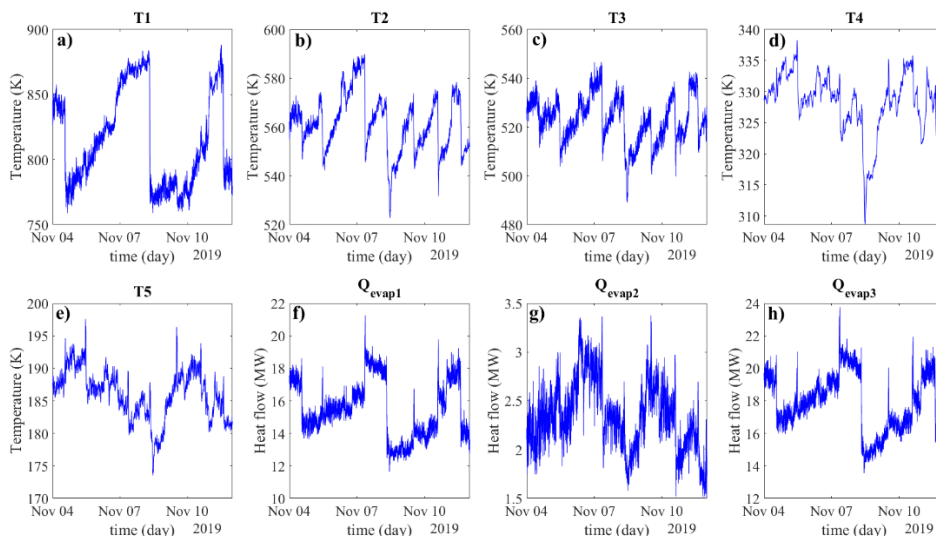 T1
a)
Temperature (K)
900
850
800
750
Nov 04 Nov 07 Nov 10
time (day) 2019
T2
b)
Temperature (K)
600
580
560
540
520
Nov 04 Nov 07 Nov 10
time (day) 2019
T3
c)
Temperature (K)
560
540
520
500
480
Nov 04 Nov 07 Nov 10
time (day) 2019
T4
d)
Temperature (K)
335
330
325
320
315
310
Nov 04 Nov 07 Nov 10
time (day) 2019
T5
e)
Temperature (K)
200
195
190
185
180
175
170
Nov 04 Nov 07 Nov 10
time (day) 2019
Q_evap1
f)
Heat flow (MW)
22
20
18
16
14
12
10
Nov 04 Nov 07 Nov 10
time (day) 2019
Q_evap2
g)
Heat flow (MW)
3.5
3
2.5
2
1.5
Nov 04 Nov 07 Nov 10
time (day) 2019
Q_evap3
h)
Heat flow (MW)
24
22
20
18
16
14
12
Nov 04 Nov 07 Nov 10
time (day) 2019